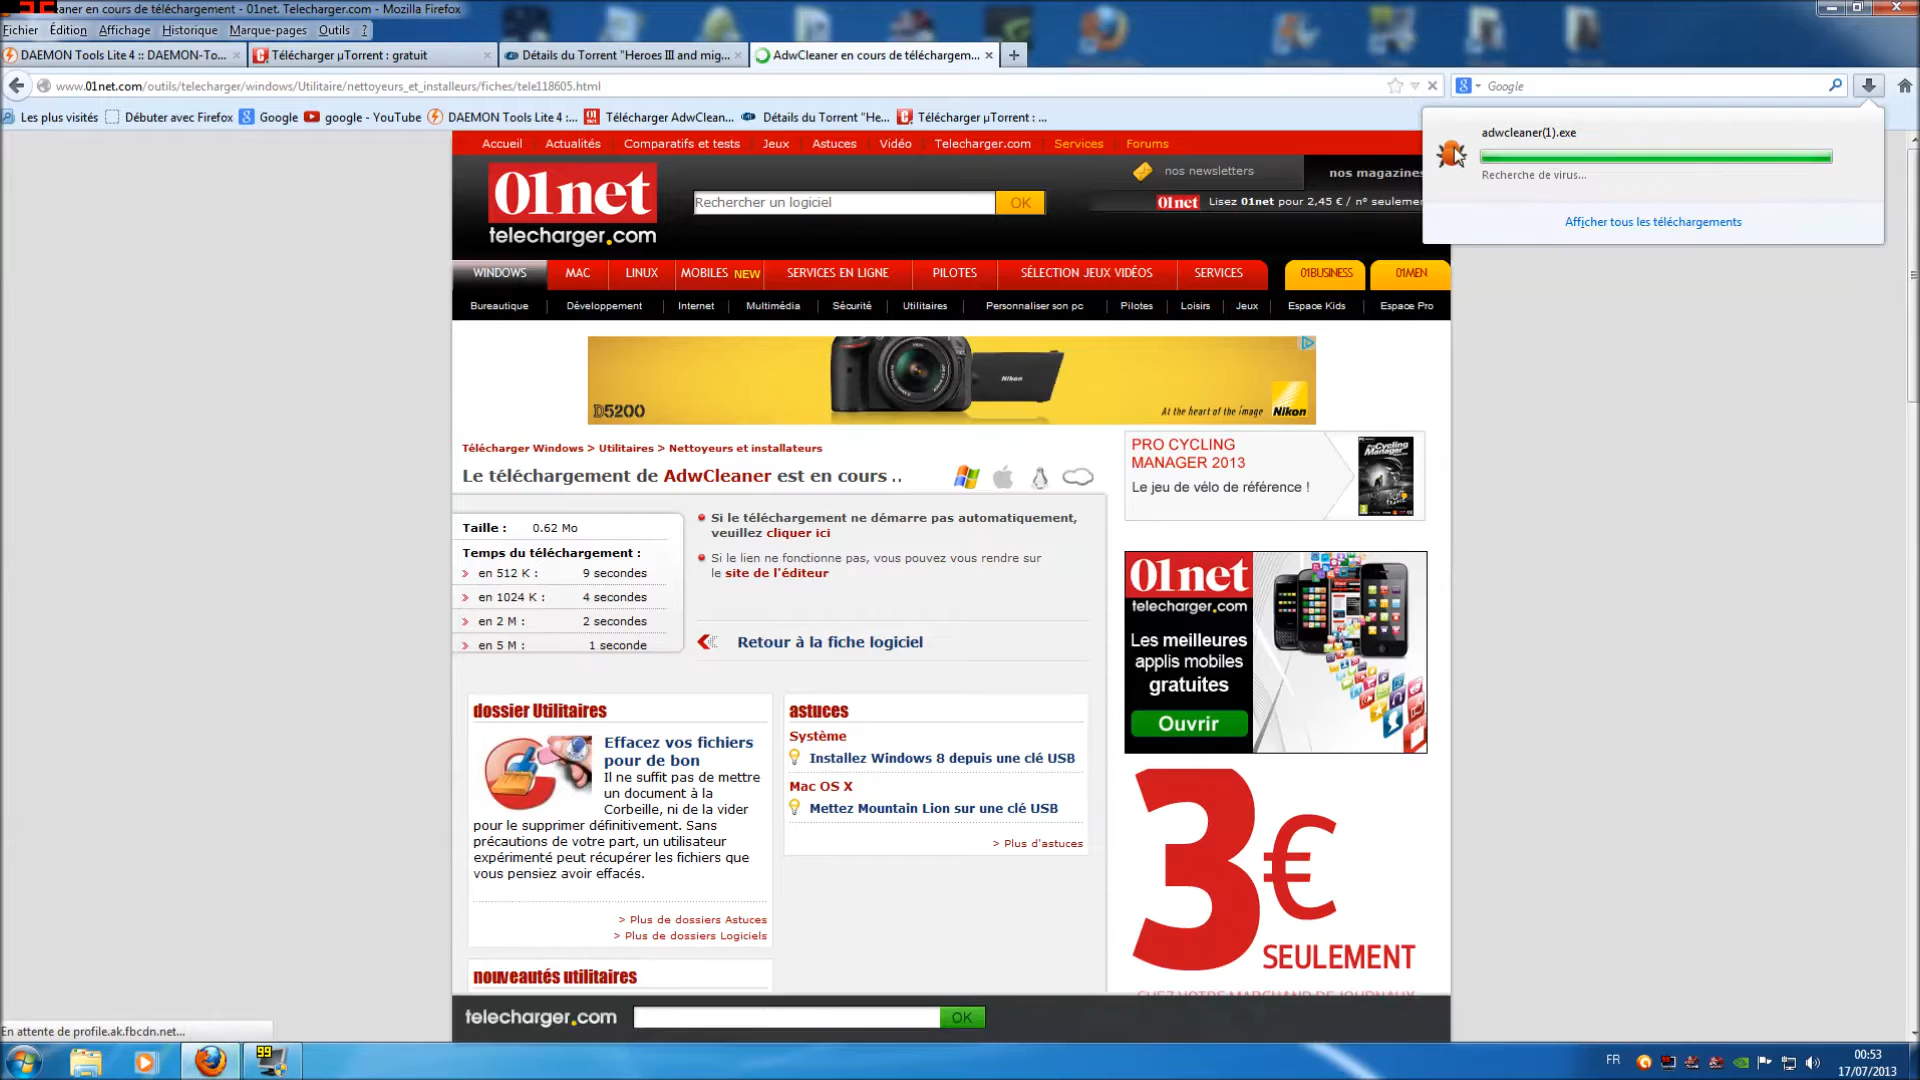 aner en cours de téléchargement - 01net. Telecharger.com - Mozilla Firefox
Fichier Édition Affichage Historique Marque-pages Outils ?
DAEMON Tools Lite 4 :: DAEMON-To...
Télécharger µTorrent : gratuit
Détails du Torrent "Heroes III and mig...
AdwCleaner en cours de téléchargem...
www.01net.com/outils/telecharger/windows/Utilitaire/nettoyeurs_et_installeurs/fiches/tele118605.html
Google
Les plus visités Débuter avec Firefox Google google - YouTube DAEMON Tools Lite 4 :... Télécharger AdwClean... Détails du Torrent "He... Télécharger µTorrent : ...
adwcleaner(1).exe
Recherche de virus...
Afficher tous les téléchargements
Accueil Actualités Comparatifs et tests Jeux Astuces Vidéo Telecharger.com Services Forums
01net
telecharger.com
Rechercher un logiciel
OK
nos newsletters
nos magazines
01net Lisez 01net pour 2,45 € / n° seuleme
WINDOWS MAC LINUX MOBILES NEW SERVICES EN LIGNE PILOTES SÉLECTION JEUX VIDÉOS SERVICES 01BUSINESS 01MEN
Bureautique Développement Internet Multimédia Sécurité Utilitaires Personnaliser son pc Pilotes Loisirs Jeux Espace Kids Espace Pro
Nikon
D5200
At the heart of the image
Nikon
Télécharger Windows > Utilitaires > Nettoyeurs et installateurs
Le téléchargement de AdwCleaner est en cours ..
Taille : 0.62 Mo
Temps du téléchargement :
en 512 K : 9 secondes
en 1024 K : 4 secondes
en 2 M : 2 secondes
en 5 M : 1 seconde
Si le téléchargement ne démarre pas automatiquement,
veuillez cliquer ici
Si le lien ne fonctionne pas, vous pouvez vous rendre sur
le site de l'éditeur
Retour à la fiche logiciel
PRO CYCLING
MANAGER 2013
Le jeu de vélo de référence !
01net
telecharger.com
Les meilleures
applis mobiles
gratuites
Ouvrir
dossier Utilitaires
Effacez vos fichiers
pour de bon
Il ne suffit pas de mettre
un document à la
Corbeille, ni de la vider
pour le supprimer définitivement. Sans
précautions de votre part, un utilisateur
expérimenté peut récupérer les fichiers que
vous pensiez avoir effacés.
> Plus de dossiers Astuces
> Plus de dossiers Logiciels
nouveautés utilitaires
astuces
Système
Installez Windows 8 depuis une clé USB
Mac OS X
Mettez Mountain Lion sur une clé USB
> Plus d'astuces
3€
SEULEMENT
CHEZ VOTRE MARCHAND DE JOURNAUX
telecharger.com
OK
En attente de profile.ak.fbcdn.net...
99
FR
00:53
17/07/2013